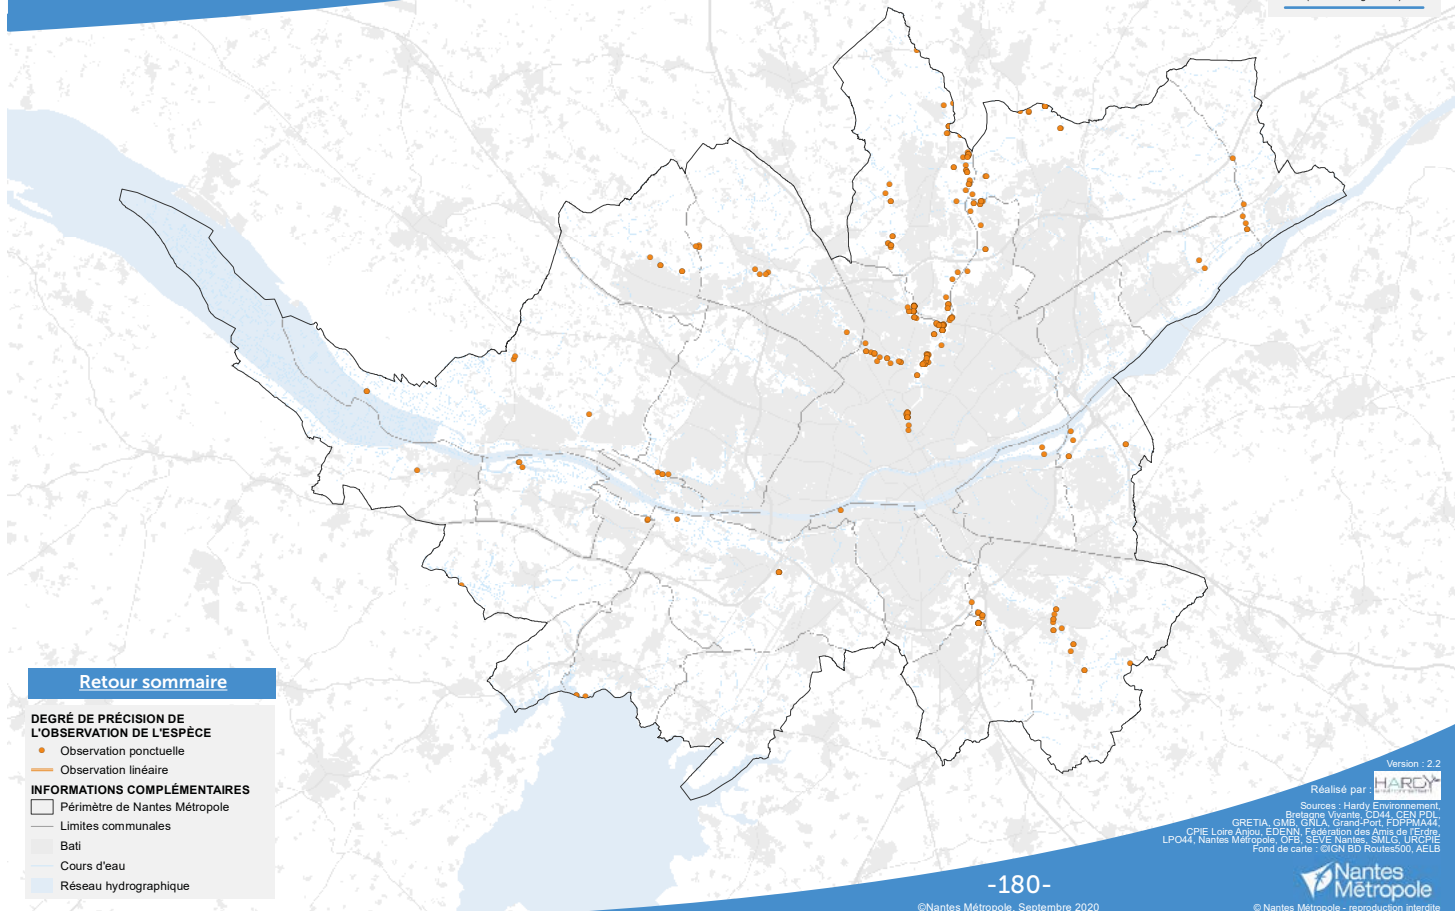 Retour sommaire
DEGRÉ DE PRÉCISION DE
L'OBSERVATION DE L'ESPÈCE
Observation ponctuelle
Observation linéaire
INFORMATIONS COMPLÉMENTAIRES
Périmètre de Nantes Métropole
Limites communales
Bati
Cours d'eau
Réseau hydrographique
Version : 2.2
Réalisé par :
HARDY
Sources : Hardy Environnement,
Bretagne Vivante, CD44, CEN PDL,
GRETIA, GMB, GNLA, Grand-Port, FDPPMA44,
CPIE Loire Anjou, EDENN, Fédération des Amis de l'Erdre,
LPO44, Nantes Métropole, OFB, SEVE Nantes, SMLG, URCPIE
Fond de carte : ©IGN BD Routes500, AELB
-180-
©Nantes Métropole, Septembre 2020
Nantes
Métropole
© Nantes Métropole - reproduction interdite